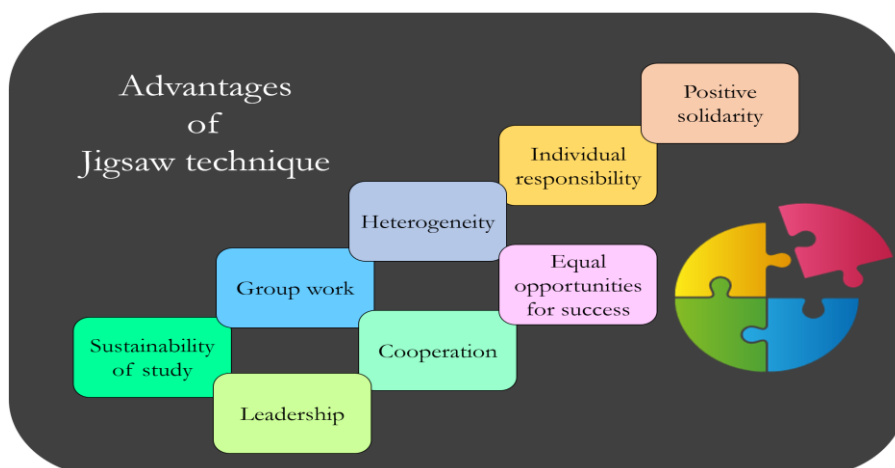 Advantages
of
Jigsaw technique
Positive
solidarity
Individual
responsibility
Heterogeneity
Equal
opportunities
for success
Group work
Cooperation
Sustainability
of study
Leadership